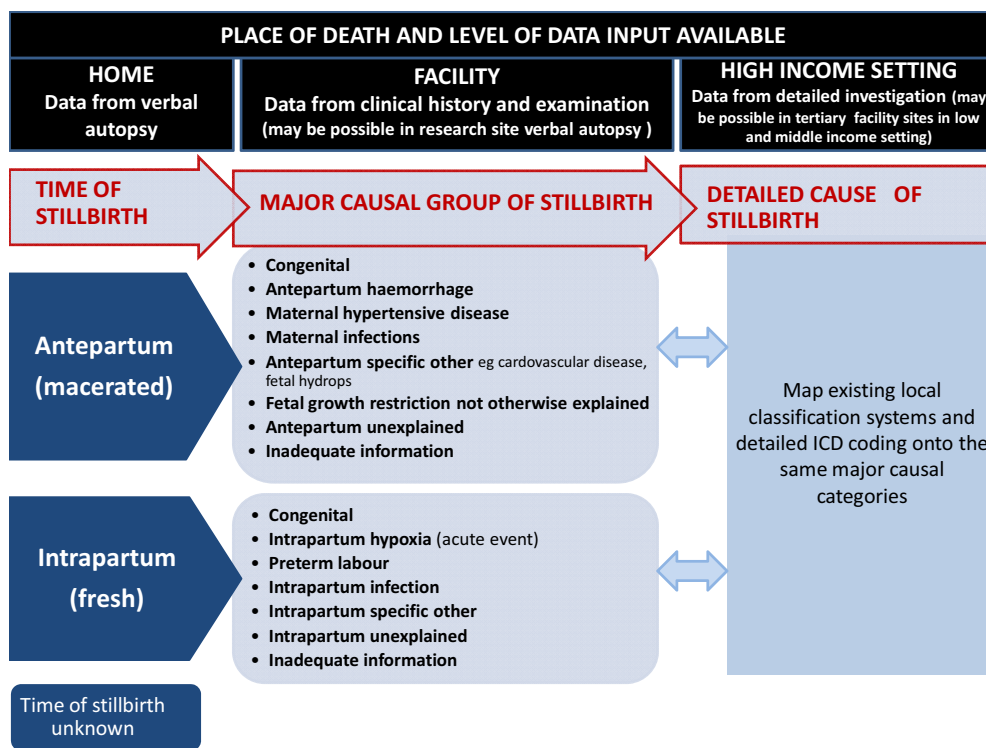 PLACE OF DEATH AND LEVEL OF DATA INPUT AVAILABLE
HOME
Data from verbal
autopsy
FACILITY
Data from clinical history and examination
(may be possible in research site verbal autopsy )
HIGH INCOME SETTING
Data from detailed investigation (may
be possible in tertiary facility sites in low
and middle income setting)
TIME OF
STILLBIRTH
MAJOR CAUSAL GROUP OF STILLBIRTH
DETAILED CAUSE OF
STILLBIRTH
Antepartum
(macerated)
• Congenital
• Antepartum haemorrhage
• Maternal hypertensive disease
• Maternal infections
• Antepartum specific other eg cardovascular disease,
fetal hydrops
• Fetal growth restriction not otherwise explained
• Antepartum unexplained
• Inadequate information
Intrapartum
(fresh)
• Congenital
• Intrapartum hypoxia (acute event)
• Preterm labour
• Intrapartum infection
• Intrapartum specific other
• Intrapartum unexplained
• Inadequate information
Map existing local
classification systems and
detailed ICD coding onto the
same major causal
categories
Time of stillbirth
unknown